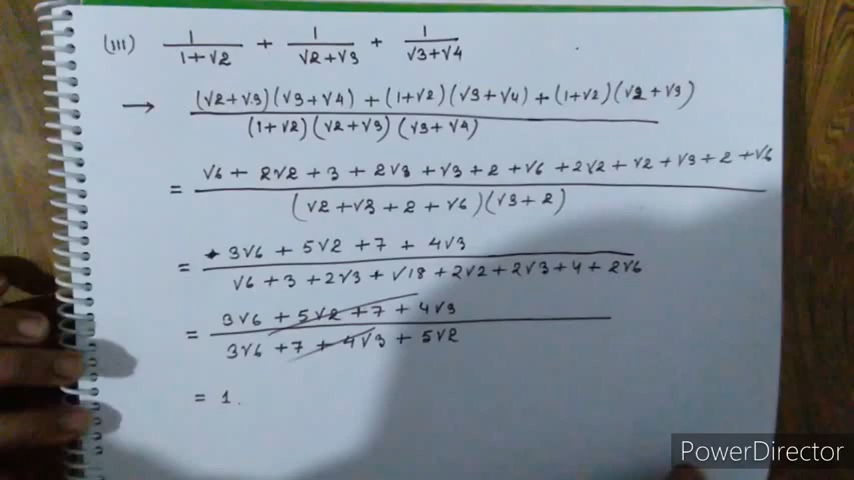 (III) 1/(1+√2) + 1/(√2+√3) + 1/(√3+√4)
→ (√2+√3)(√3+√4) + (1+√2)(√3+√4) + (1+√2)(√2+√3) / (1+√2)(√2+√3)(√3+√4)
= √6 + 2√2 + 3 + 2√3 + √3 + 2 + √6 + 2√2 + √2 + √3 + 2 + √6 / (√2+√3+2+√6)(√3+2)
= 3√6 + 5√2 + 7 + 4√3 / √6 + 3 + 2√3 + √18 + 2√2 + 2√3 + 4 + 2√6
= 3√6 + 5√2 + 7 + 4√3 / 3√6 + 7 + 4√3 + 5√2
= 1.
PowerDirector